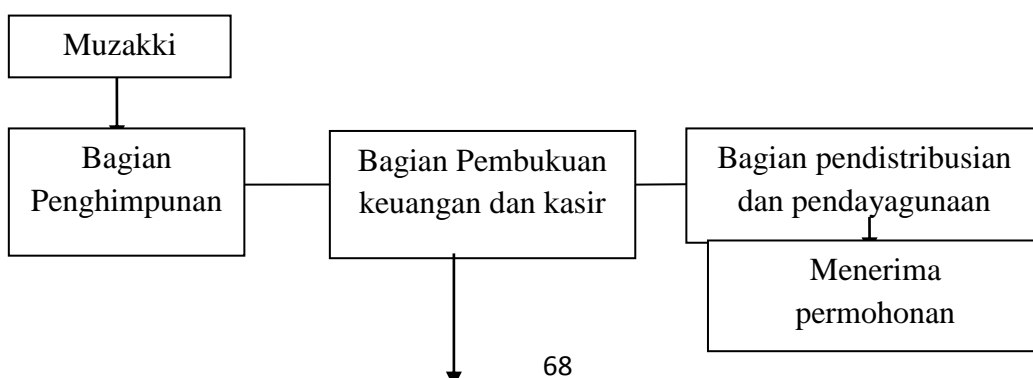 Muzakki
Bagian
Penghimpunan
Bagian Pembukuan
keuangan dan kasir
Bagian pendistribusian
dan pendayagunaan
Menerima
permohonan
68